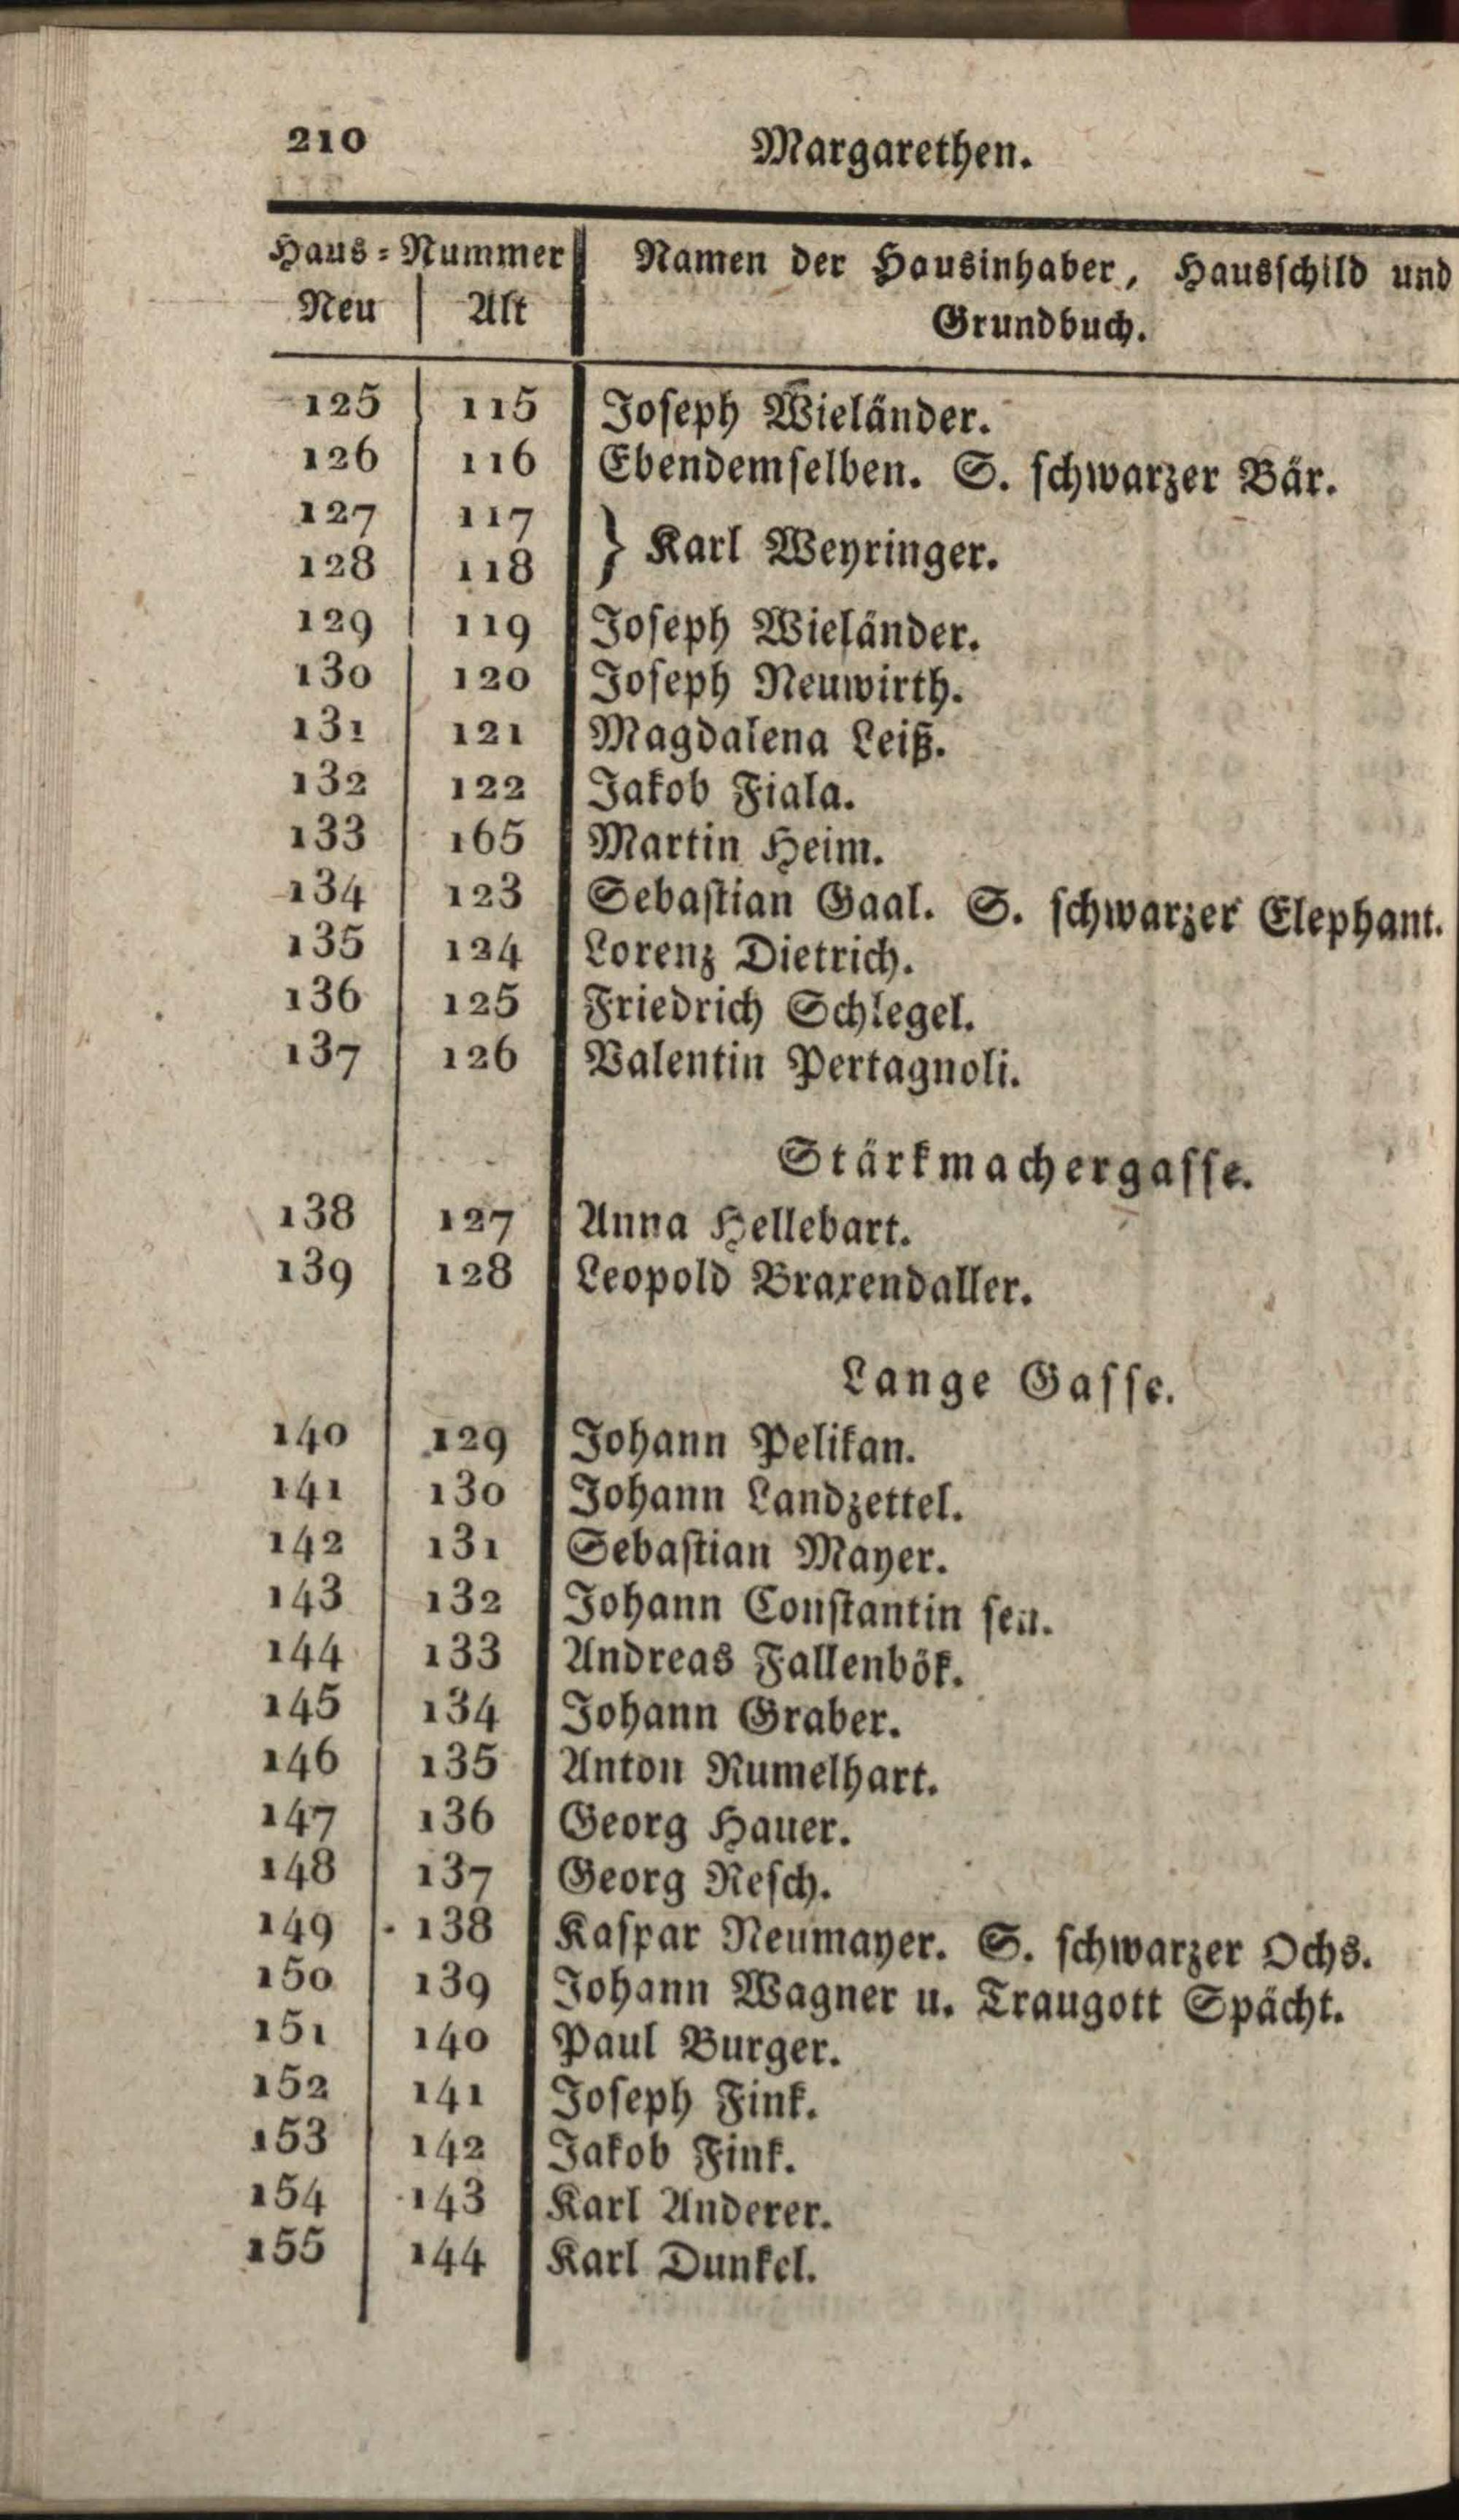 210 Margarethen.
Haus-Nummer Namen der Hausinhaber, Hausschild und
Neu Alt Grundbuch.
125 115 Joseph Wieländer.
126 116 Ebendemselben. S. schwarzer Bär.
127 117
} Karl Weyringer.
128 118
129 119 Joseph Wieländer.
130 120 Joseph Neuwirth.
131 121 Magdalena Leiß.
132 122 Jakob Fiala.
133 165 Martin Heim.
134 123 Sebastian Gaal. S. schwarzer Elephant.
135 124 Lorenz Dietrich.
136 125 Friedrich Schlegel.
137 126 Valentin Pertagnoli.
Stärkmachergasse.
138 127 Anna Hellebart.
139 128 Leopold Braxendaller.
Lange Gasse.
140 129 Johann Pelikan.
141 130 Johann Landzettel.
142 131 Sebastian Mayer.
143 132 Johann Constantin sen.
144 133 Andreas Fallenbök.
145 134 Johann Graber.
146 135 Anton Rumelhart.
147 136 Georg Hauer.
148 137 Georg Resch.
149 138 Kaspar Neumayer. S. schwarzer Ochs.
150 139 Johann Wagner u. Traugott Spächt.
151 140 Paul Burger.
152 141 Joseph Fink.
153 142 Jakob Fink.
154 143 Karl Anderer.
155 144 Karl Dunkel.